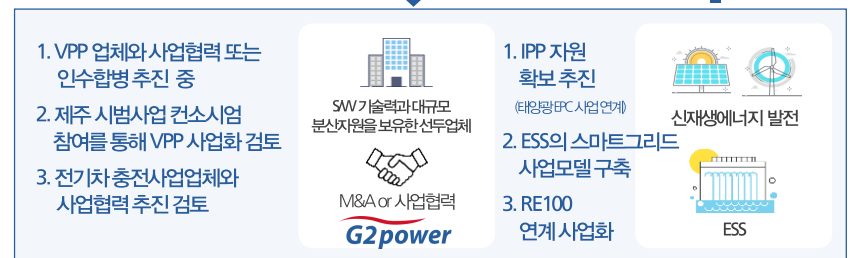 1. VPP 업체와 사업협력 또는
인수합병 추진 중
2. 제주 시범사업 컨소시엄
참여를 통해 VPP 사업화 검토
3. 전기차 충전사업업체와
사업협력 추진 검토
S/W 기술력과 대규모
분산자원을 보유한 선두업체
M&A or 사업협력
G2power
1. IPP 자원
확보 추진
(태양광 EPC 사업 연계)
2. ESS의 스마트그리드
사업모델 구축
3. RE100
연계 사업화
신재생에너지 발전
ESS